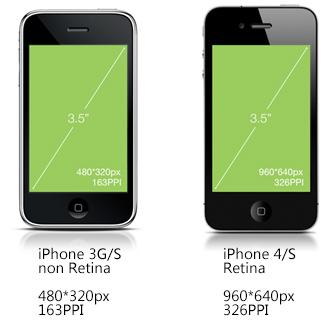 3.5"
480*320px
163PPI
3.5"
960*640px
326PPI
iPhone 3G/S
non Retina
480*320px
163PPI
iPhone 4/S
Retina
960*640px
326PPI